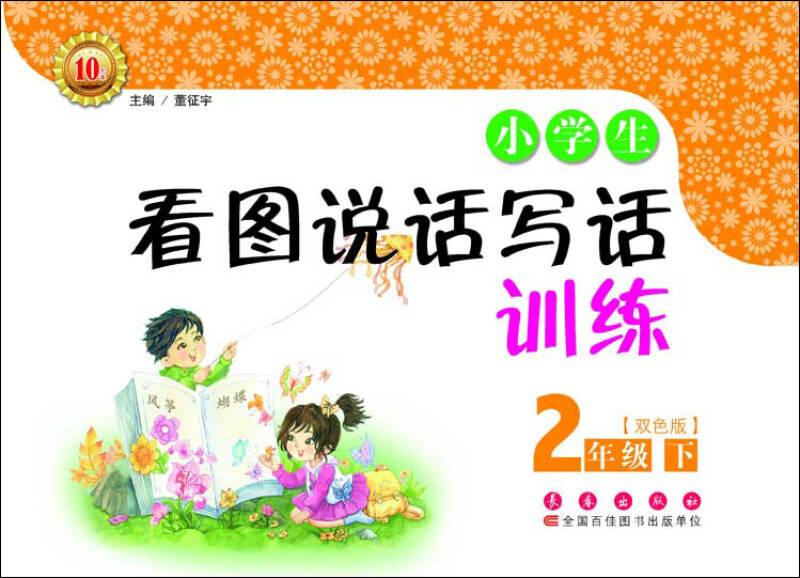 10
主编 / 董征宇
小学生
看图说话写话
训练
风筝 蝴蝶
【双色版】
2年级 下
长春出版社
全国百佳图书出版单位